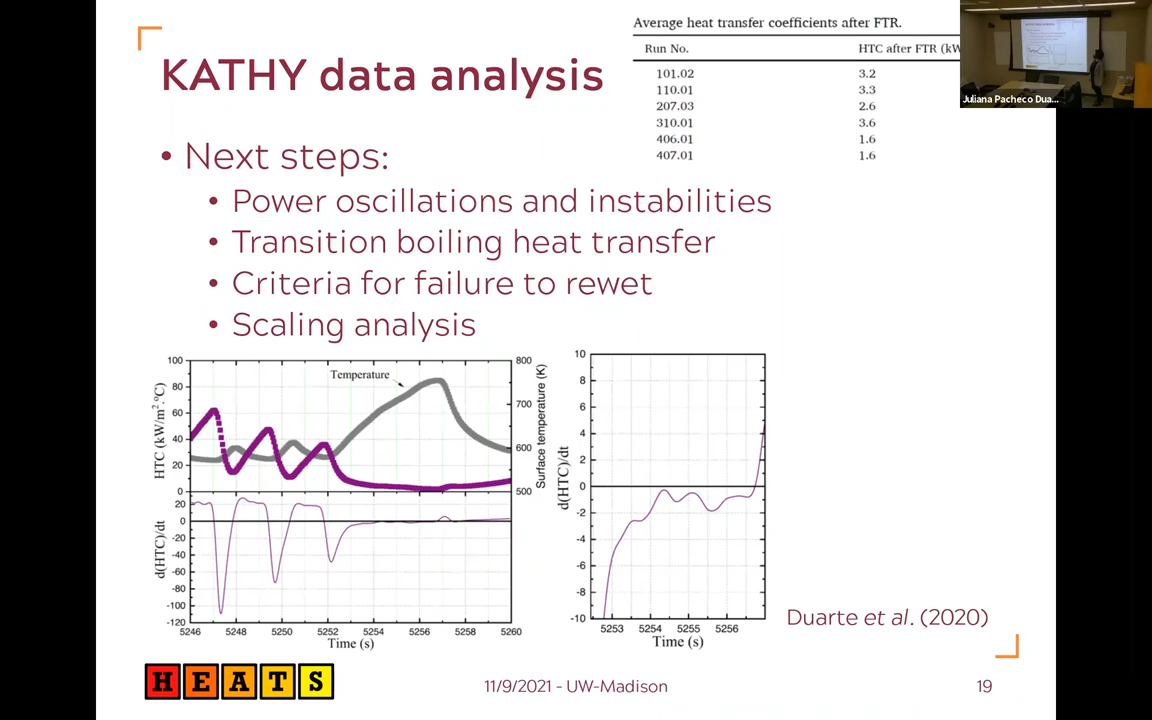 Average heat transfer coefficients after FTR.
Run No. HTC after FTR (kW
101.02 3.2
110.01 3.3
207.03 2.6
310.01 3.6
406.01 1.6
407.01 1.6
Juliana Pacheco Dua...
KATHY data analysis
• Next steps:
• Power oscillations and instabilities
• Transition boiling heat transfer
• Criteria for failure to rewet
• Scaling analysis
100
80
60
40
20
0
HTC (kW/m².°C)
Temperature
800
700
600
500
Surface temperature (K)
20
0
-20
-40
-60
-80
-100
-120
d(HTC)/dt
5246 5248 5250 5252 5254 5256 5258 5260
Time (s)
10
8
6
4
2
0
-2
-4
-6
-8
-10
d(HTC)/dt
5253 5254 5255 5256
Time (s)
Duarte et al. (2020)
HEATS
11/9/2021 - UW-Madison
19